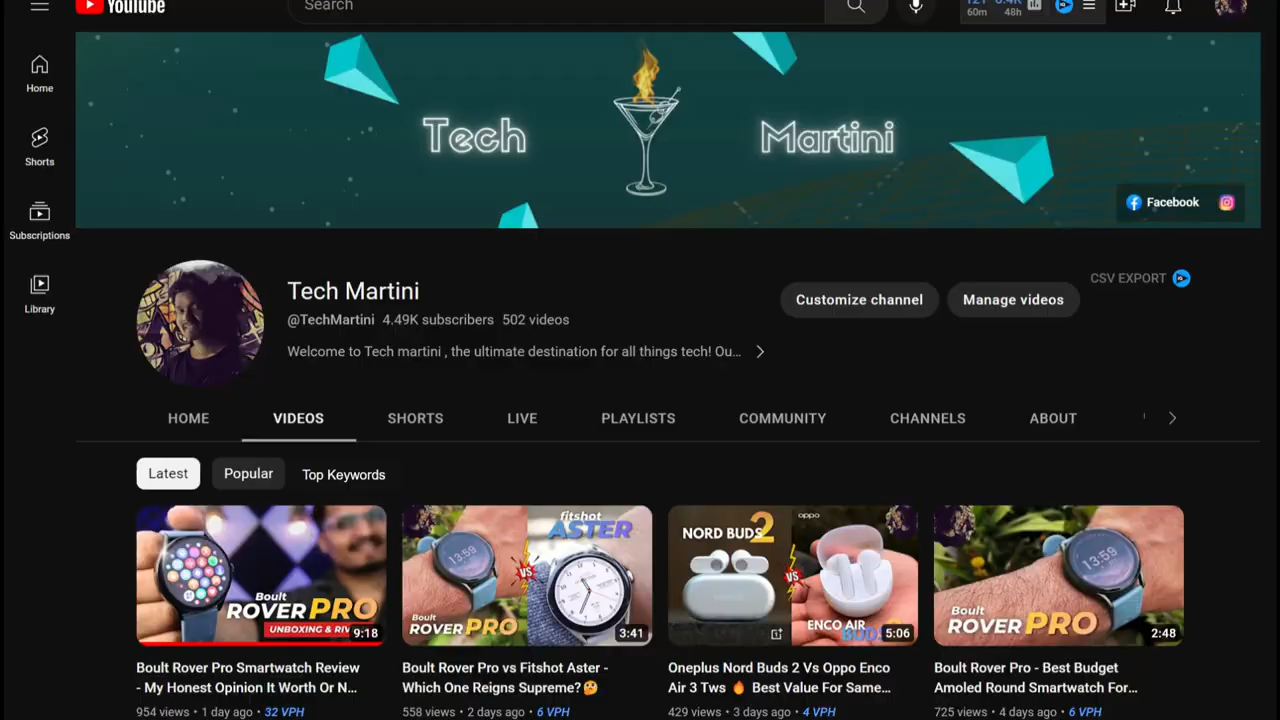 YouTube
Search
60m 48h
Tech Martini
Facebook
Tech Martini
@TechMartini 4.49K subscribers 502 videos
Welcome to Tech martini , the ultimate destination for all things tech! Ou...
Customize channel
Manage videos
CSV EXPORT
Home
Shorts
Subscriptions
Library
HOME VIDEOS SHORTS LIVE PLAYLISTS COMMUNITY CHANNELS ABOUT
Latest Popular Top Keywords
Boult
ROVER PRO
UNBOXING &
9:18
Boult Rover Pro Smartwatch Review
- My Honest Opinion It Worth Or N...
954 views • 1 day ago • 32 VPH
fitshot
ASTER
13:59
VS
Boult
ROVER PRO
3:41
Boult Rover Pro vs Fitshot Aster -
Which One Reigns Supreme?🤔
558 views • 2 days ago • 6 VPH
NORD BUDS 2
oppo
VS
ENCO AIR
BUDS
5:06
Oneplus Nord Buds 2 Vs Oppo Enco
Air 3 Tws 🔥 Best Value For Same...
429 views • 3 days ago • 4 VPH
13:59
Boult
ROVER PRO
2:48
Boult Rover Pro - Best Budget
Amoled Round Smartwatch For...
725 views • 4 days ago • 6 VPH